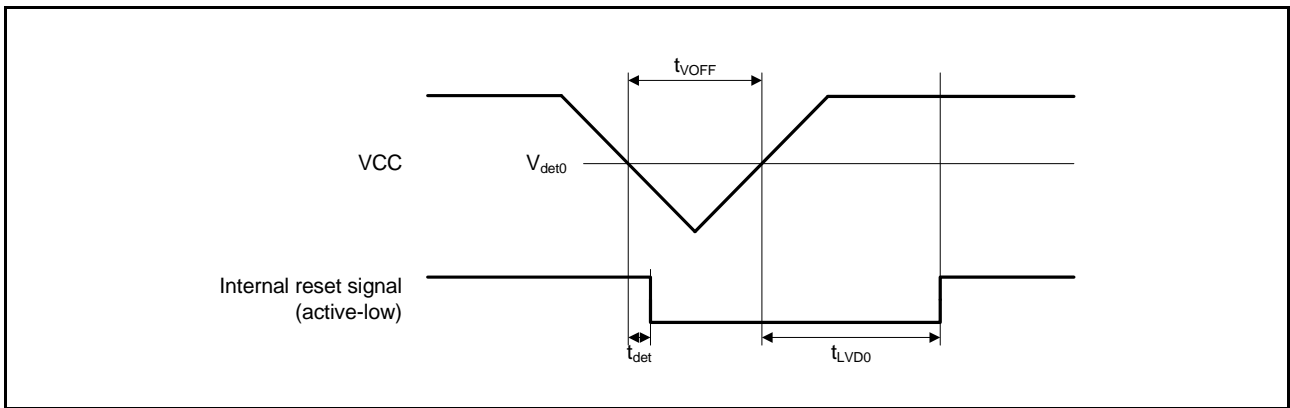 tVOFF
VCC
Vdet0
Internal reset signal
(active-low)
tdet
tLVD0